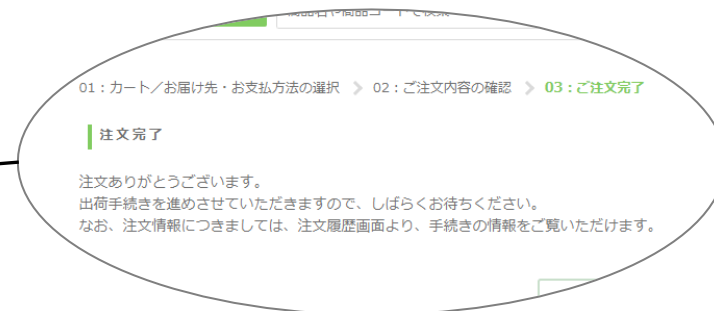 01：カート／お届け先・お支払方法の選択 > 02：ご注文内容の確認 > 03：ご注文完了
注文完了
注文ありがとうございます。
出荷手続きを進めさせていただきますので、しばらくお待ちください。
なお、注文情報につきましては、注文履歴画面より、手続きの情報をご覧いただけます。